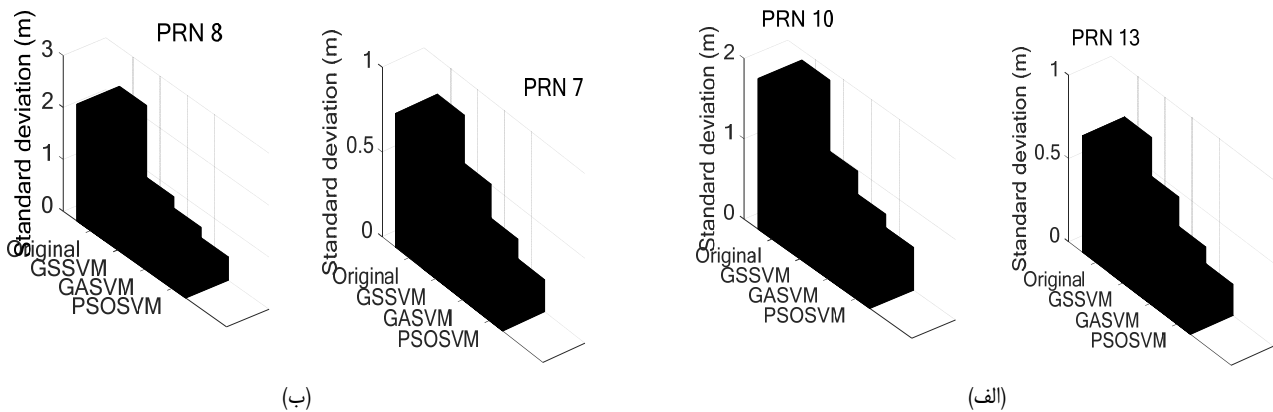 PRN 8
Standard deviation (m)
3
2
1
0
Original
GSSVM
GASVM
PSOSVM
PRN 7
Standard deviation (m)
1
0.5
0
Original
GSSVM
GASVM
PSOSVM
(ب)
PRN 10
Standard deviation (m)
2
1
0
Original
GSSVM
GASVM
PSOSVM
PRN 13
Standard deviation (m)
1
0.5
0
Original
GSSVM
GASVM
PSOSVM
(الف)